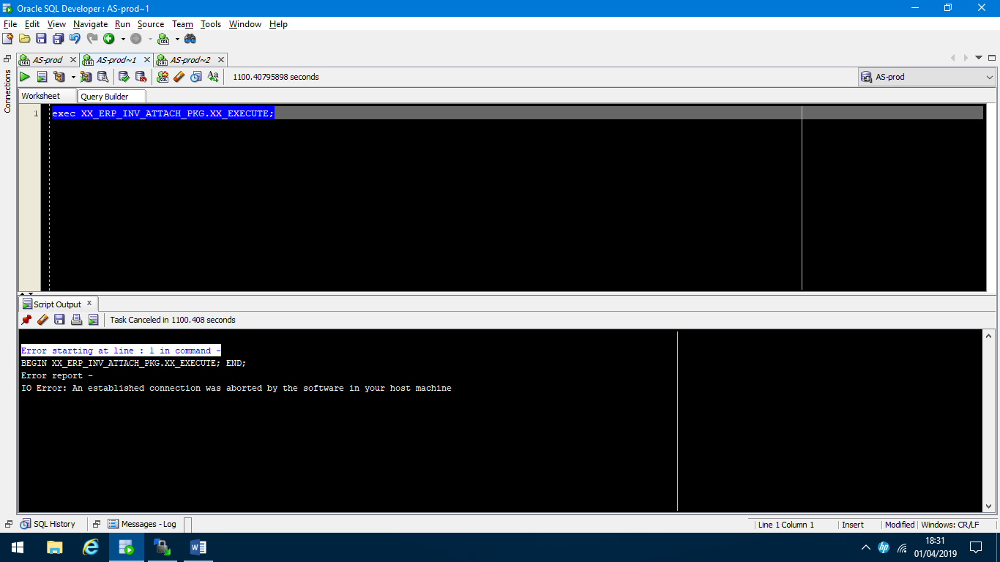 Oracle SQL Developer : AS-prod~1
File Edit View Navigate Run Source Team Tools Window Help
AS-prod AS-prod~1 AS-prod~2
1100.40795898 seconds AS-prod
Connections
Worksheet Query Builder
1 exec XX_ERP_INV_ATTACH_PKG.XX_EXECUTE;
Script Output x
Task Canceled in 1100.408 seconds
Error starting at line : 1 in command -
BEGIN XX_ERP_INV_ATTACH_PKG.XX_EXECUTE; END;
Error report -
IO Error: An established connection was aborted by the software in your host machine
SQL History Messages - Log Line 1 Column 1 Insert Modified Windows: CR/LF
18:31
01/04/2019